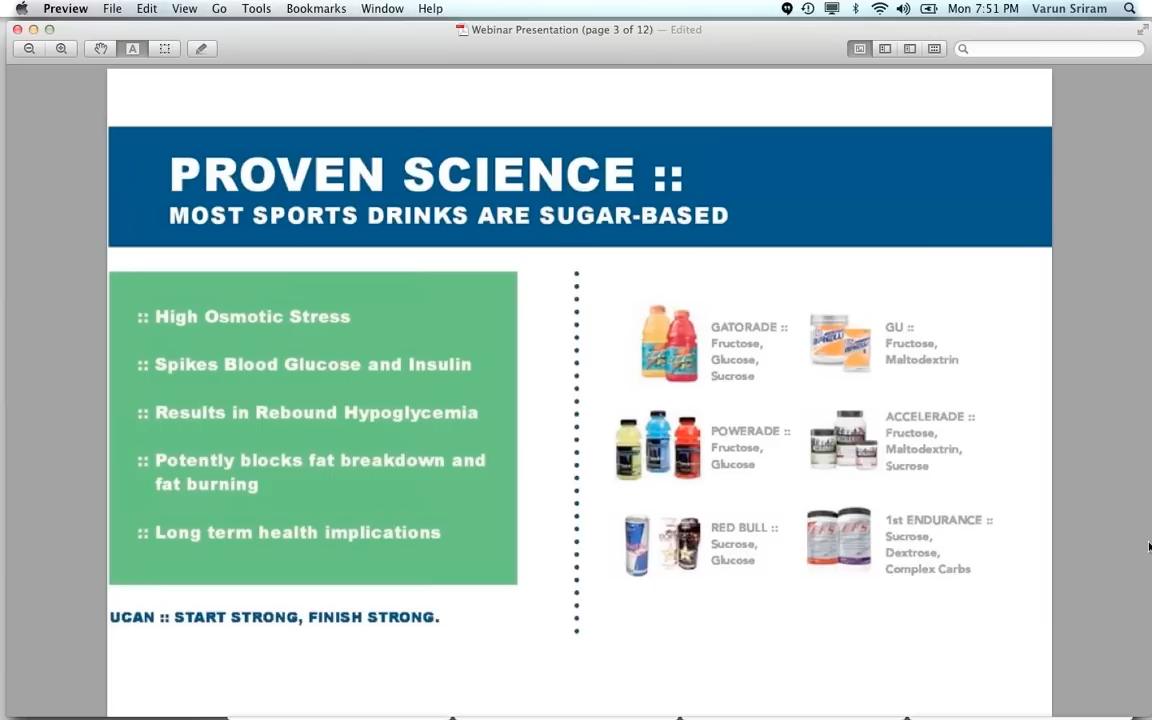 Preview File Edit View Go Tools Bookmarks Window Help Mon 7:51 PM Varun Sriram
Webinar Presentation (page 3 of 12) — Edited
PROVEN SCIENCE ::
MOST SPORTS DRINKS ARE SUGAR-BASED
:: High Osmotic Stress
:: Spikes Blood Glucose and Insulin
:: Results in Rebound Hypoglycemia
:: Potently blocks fat breakdown and
fat burning
:: Long term health implications
UCAN :: START STRONG, FINISH STRONG.
GATORADE ::
Fructose,
Glucose,
Sucrose
GU ::
Fructose,
Maltodextrin
POWERADE ::
Fructose,
Glucose
ACCELERADE ::
Fructose,
Maltodextrin,
Sucrose
RED BULL ::
Sucrose,
Glucose
1st ENDURANCE ::
Sucrose,
Dextrose,
Complex Carbs